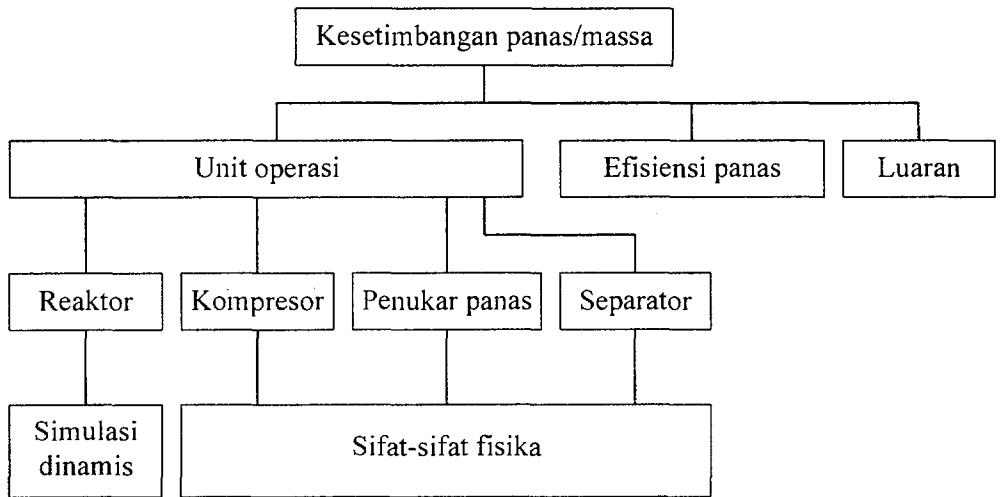 Kesetimbangan panas/massa
Unit operasi
Efisiensi panas
Luaran
Reaktor
Kompresor
Penukar panas
Separator
Simulasi
dinamis
Sifat-sifat fisika